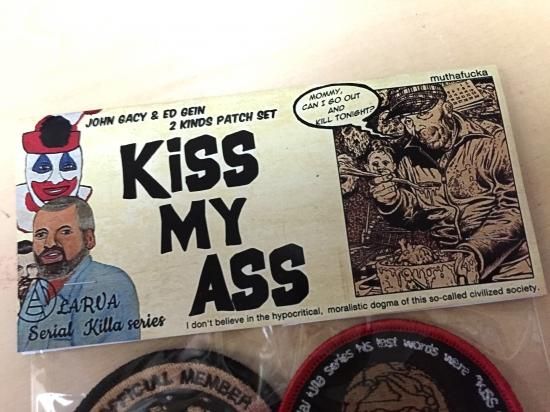 muthafucka
JOHN GACY & ED GEIN
2 KINDS PATCH SET
MOMMY,
CAN I GO OUT
AND
KILL TONIGHT?
KiSS
MY
ASS
LARVA
Serial Killa series
I don't believe in the hypocritical, moralistic dogma of this so-called civilized society.
OFFICIAL MEMBER
series his last words were "KISS